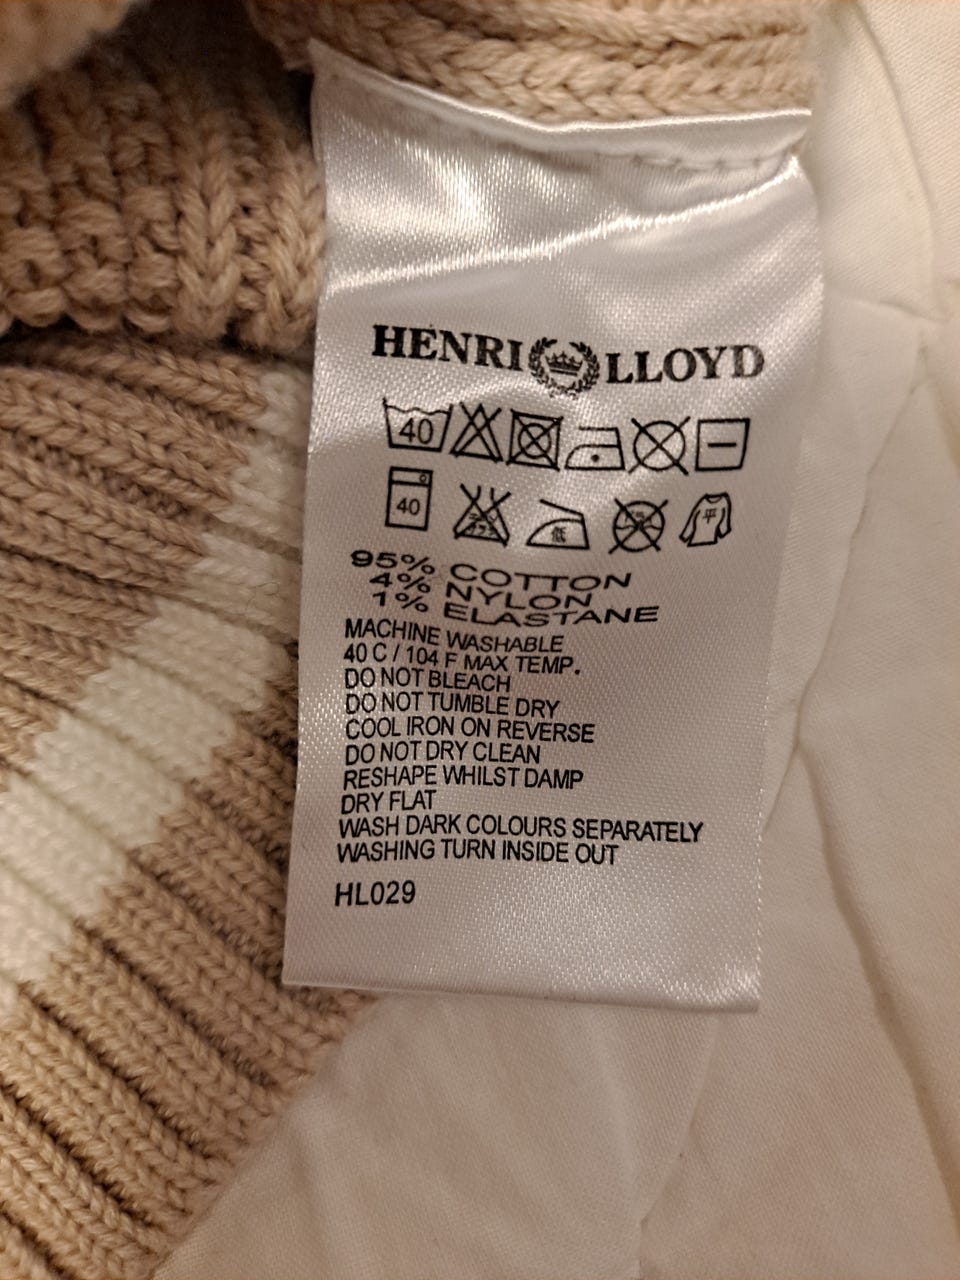 HENRI LLOYD
40
40 低 平
95% COTTON
4% NYLON
1% ELASTANE
MACHINE WASHABLE
40 C / 104 F MAX TEMP.
DO NOT BLEACH
DO NOT TUMBLE DRY
COOL IRON ON REVERSE
DO NOT DRY CLEAN
RESHAPE WHILST DAMP
DRY FLAT
WASH DARK COLOURS SEPARATELY
WASHING TURN INSIDE OUT
HL029